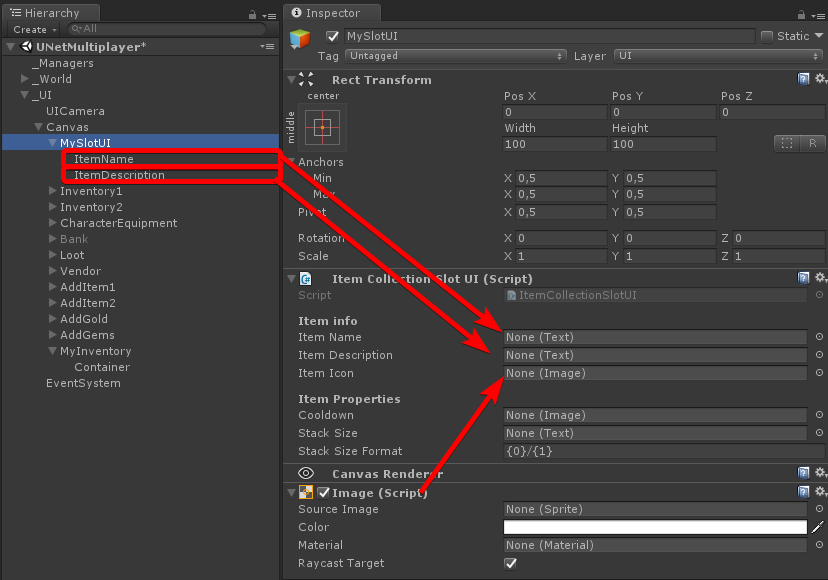 Hierarchy
Create
All
UNetMultiplayer*
_Managers
_World
_UI
UICamera
Canvas
MySlotUI
ItemName
ItemDescription
Inventory1
Inventory2
CharacterEquipment
Bank
Loot
Vendor
AddItem1
AddItem2
AddGold
AddGems
MyInventory
Container
EventSystem
Inspector
MySlotUI Static
Tag Untagged Layer UI
Rect Transform
center Pos X Pos Y Pos Z
middle 0 0 0
Width Height
100 100 R
Anchors
Min X 0,5 Y 0,5
Max X 0,5 Y 0,5
Pivot X 0,5 Y 0,5
Rotation X 0 Y 0 Z 0
Scale X 1 Y 1 Z 1
Item Collection Slot UI (Script)
Script ItemCollectionSlotUI
Item info
Item Name None (Text)
Item Description None (Text)
Item Icon None (Image)
Item Properties
Cooldown None (Image)
Stack Size None (Text)
Stack Size Format {0}/{1}
Canvas Renderer
Image (Script)
Source Image None (Sprite)
Color
Material None (Material)
Raycast Target